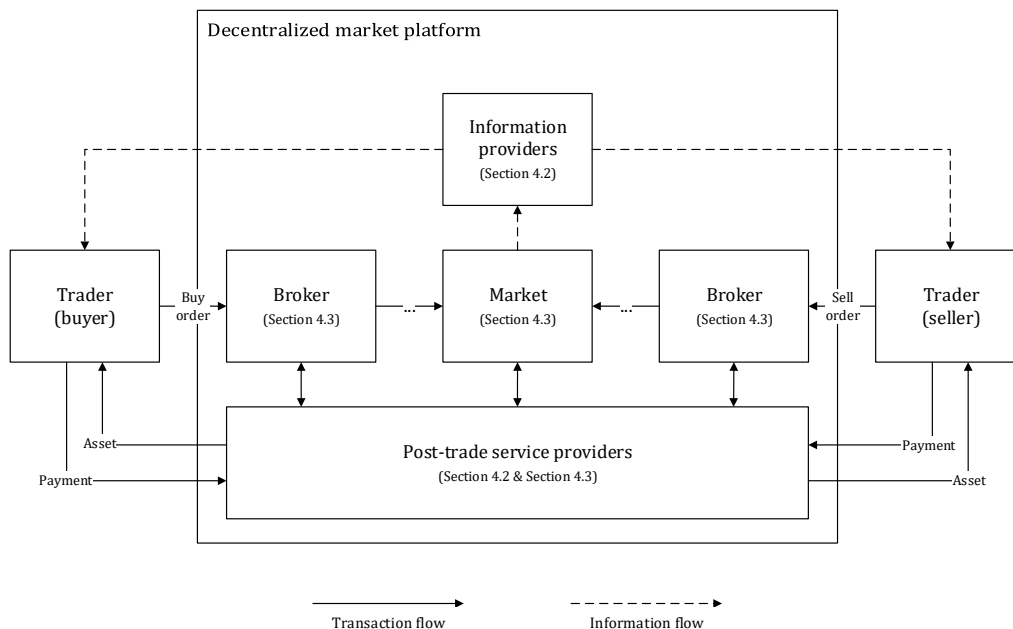 Decentralized market platform
Information
providers
(Section 4.2)
Trader
(buyer)
Buy
order
Broker
(Section 4.3)
...
Market
(Section 4.3)
...
Broker
(Section 4.3)
Sell
order
Trader
(seller)
Asset
Payment
Post-trade service providers
(Section 4.2 & Section 4.3)
Payment
Asset
Transaction flow
Information flow